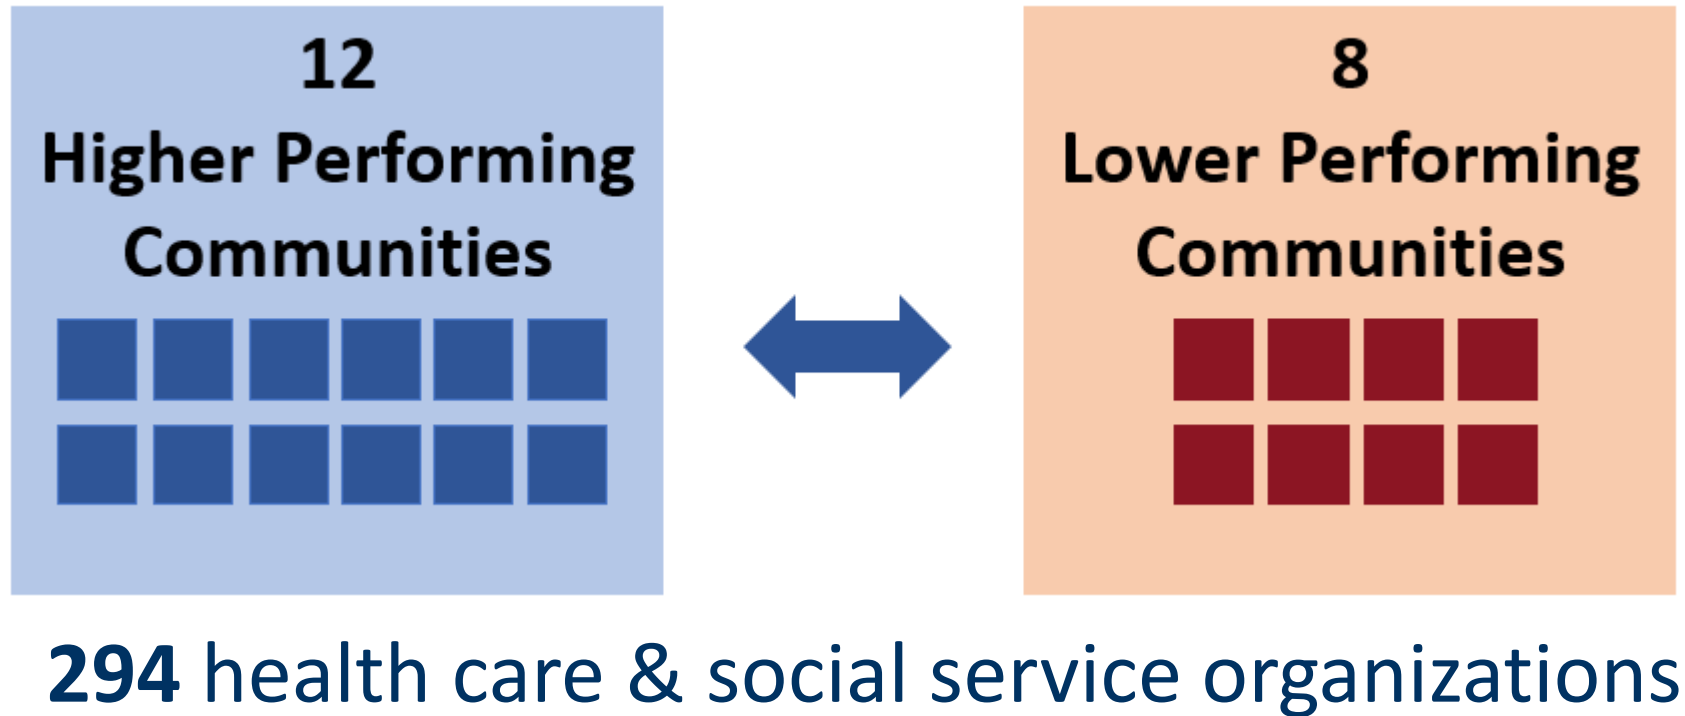 12
Higher Performing
Communities
8
Lower Performing
Communities
294 health care & social service organizations